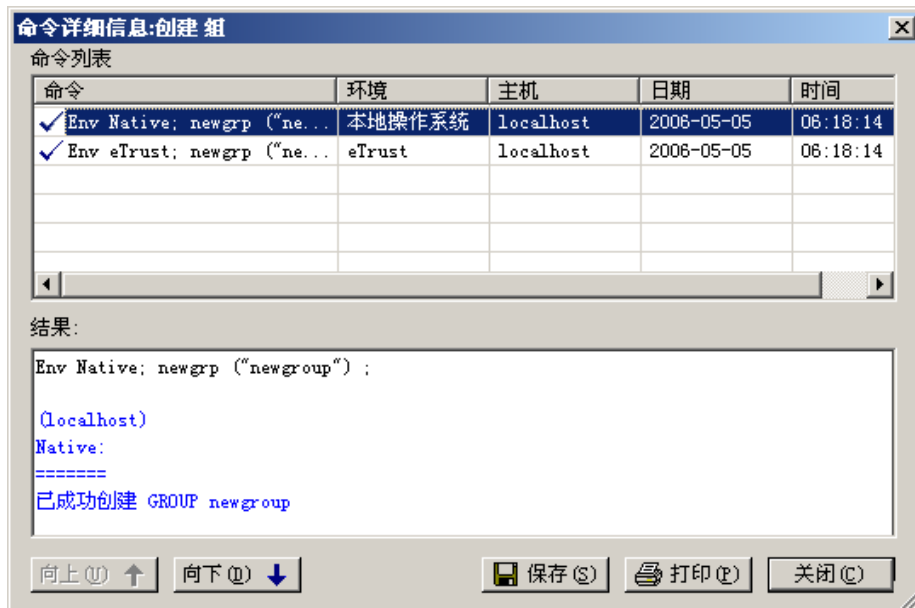 命令详细信息:创建 组
命令列表
命令 环境 主机 日期 时间
Env Native; newgrp ("ne... 本地操作系统 localhost 2006-05-05 06:18:14
Env eTrust; newgrp ("ne... eTrust localhost 2006-05-05 06:18:14
结果:
Env Native; newgrp ("newgroup") ;
(localhost)
Native:
=======
已成功创建 GROUP newgroup
向上(U) 向下(D) 保存(S) 打印(P) 关闭(C)